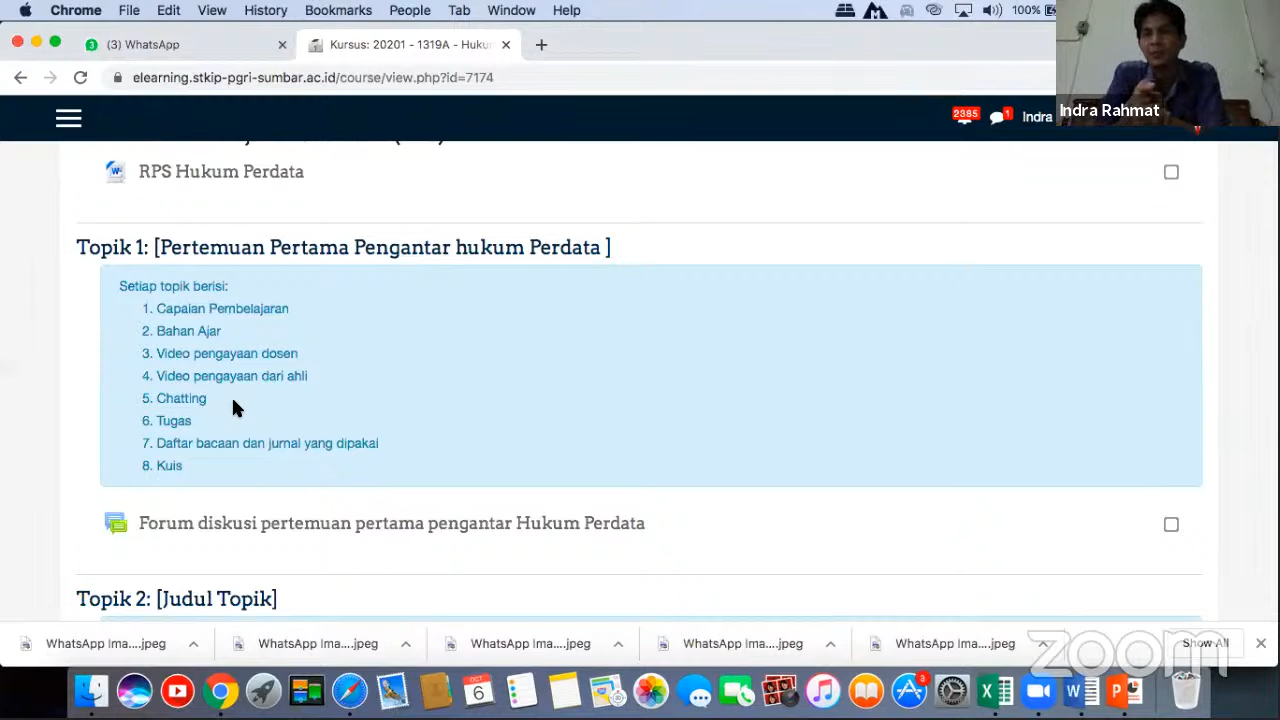 Chrome File Edit View History Bookmarks People Tab Window Help 100%
(3) WhatsApp
Kursus: 20201 - 1319A - Huku
elearning.stkip-pgri-sumbar.ac.id/course/view.php?id=7174
2385 1 Indra
Indra Rahmat
RPS Hukum Perdata
Topik 1: [Pertemuan Pertama Pengantar hukum Perdata ]
Setiap topik berisi:
1. Capaian Pembelajaran
2. Bahan Ajar
3. Video pengayaan dosen
4. Video pengayaan dari ahli
5. Chatting
6. Tugas
7. Daftar bacaan dan jurnal yang dipakai
8. Kuis
Forum diskusi pertemuan pertama pengantar Hukum Perdata
Topik 2: [Judul Topik]
WhatsApp Ima....jpeg WhatsApp Ima....jpeg WhatsApp Ima....jpeg WhatsApp Ima....jpeg WhatsApp Ima....jpeg Show All
zoom
OCT
6
3